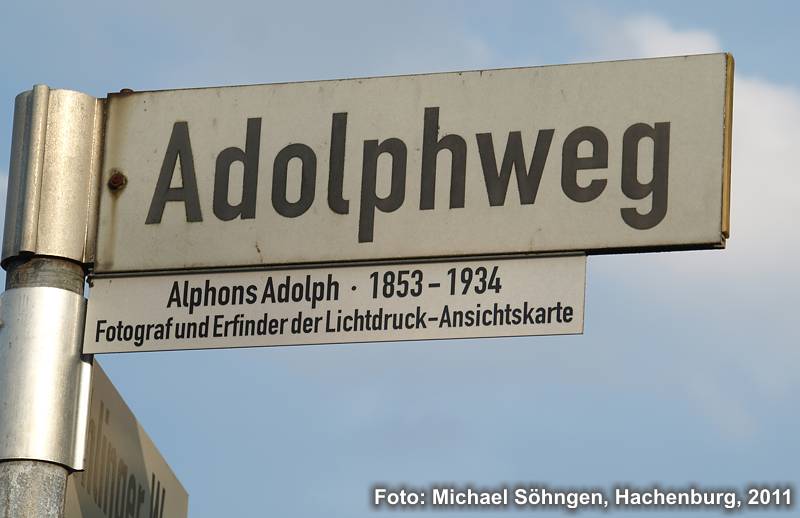 Adolphweg
Alphons Adolph · 1853 – 1934
Fotograf und Erfinder der Lichtdruck-Ansichtskarte
Foto: Michael Söhngen, Hachenburg, 2011